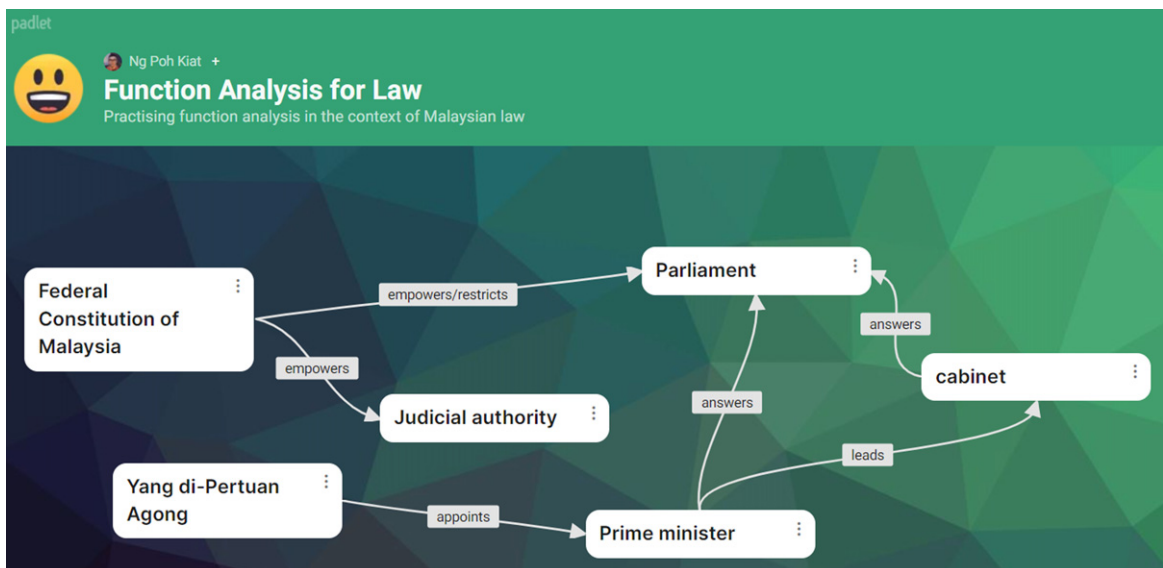 padlet
Ng Poh Kiat +
Function Analysis for Law
Practising function analysis in the context of Malaysian law
Federal
Constitution of
Malaysia
empowers/restricts
Parliament
answers
empowers
cabinet
Judicial authority
answers
leads
Yang di-Pertuan
Agong
appoints
Prime minister